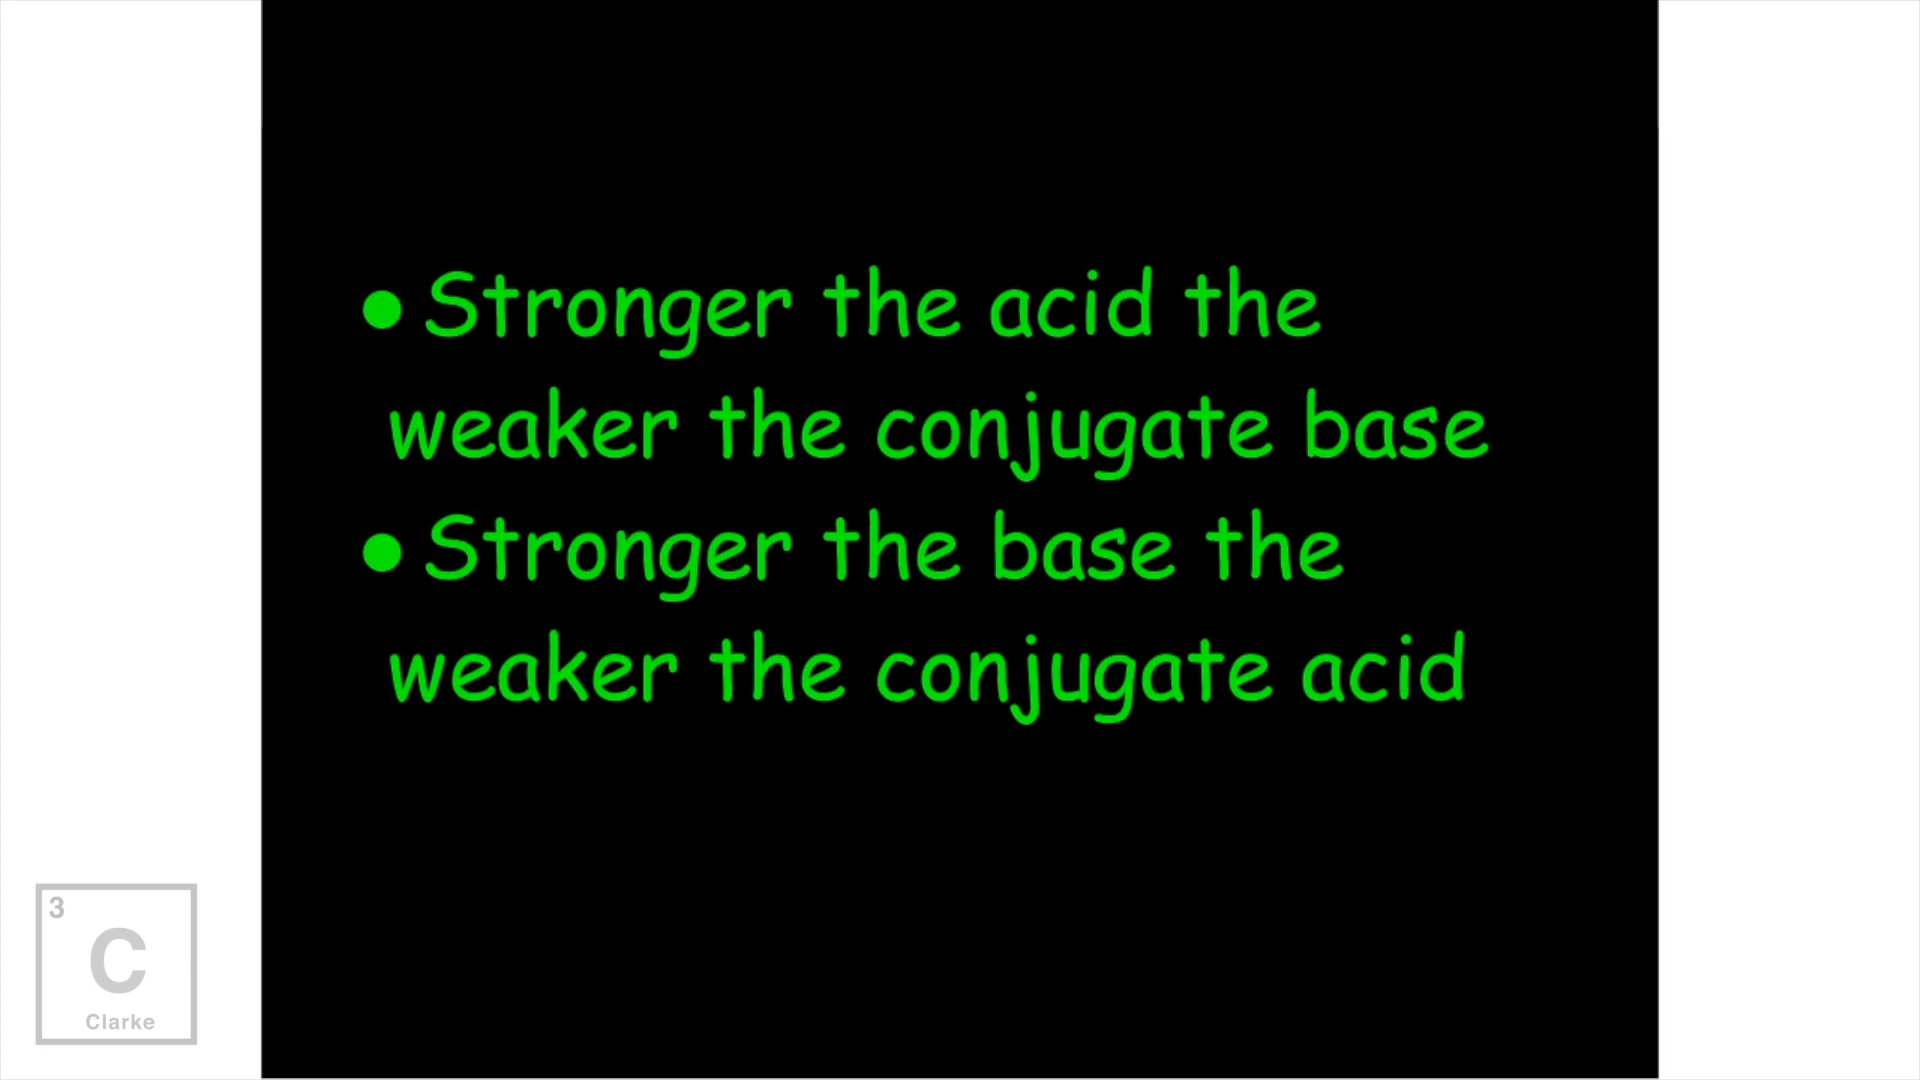 ● Stronger the acid the
weaker the conjugate base
● Stronger the base the
weaker the conjugate acid
3
C
Clarke